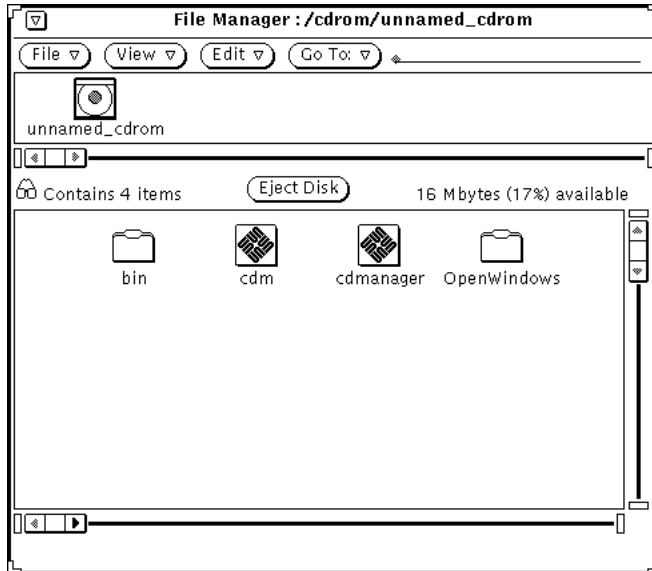 File Manager : /cdrom/unnamed_cdrom
File View Edit Go To:
unnamed_cdrom
Contains 4 items Eject Disk 16 Mbytes (17%) available
bin cdm cdmanager OpenWindows